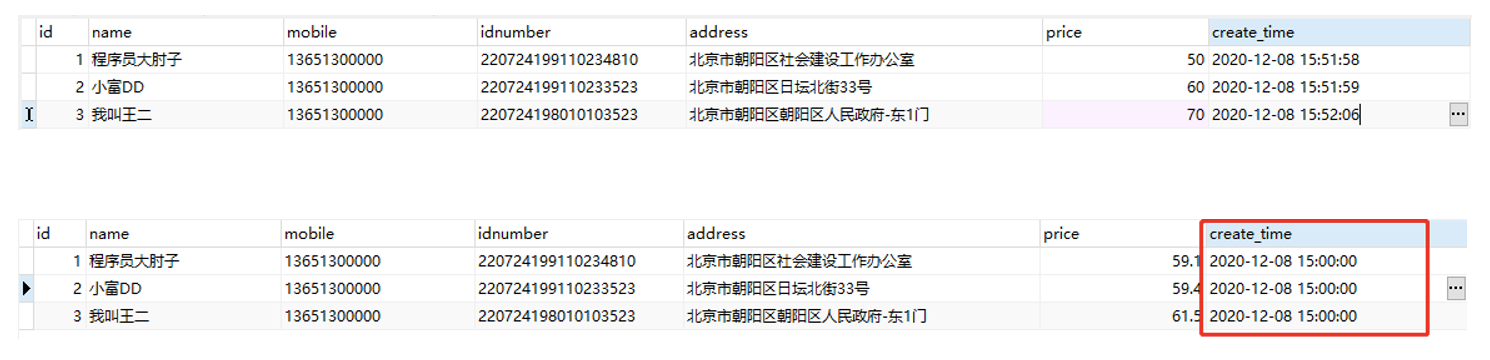 id name mobile idnumber address price create_time
1 程序员大肘子 13651300000 220724199110234810 北京市朝阳区社会建设工作办公室 50 2020-12-08 15:51:58
2 小富DD 13651300000 220724199110233523 北京市朝阳区日坛北街33号 60 2020-12-08 15:51:59
3 我叫王二 13651300000 220724198010103523 北京市朝阳区朝阳区人民政府-东1门 70 2020-12-08 15:52:06
id name mobile idnumber address price create_time
1 程序员大肘子 13651300000 220724199110234810 北京市朝阳区社会建设工作办公室 59.1 2020-12-08 15:00:00
2 小富DD 13651300000 220724199110233523 北京市朝阳区日坛北街33号 59.4 2020-12-08 15:00:00
3 我叫王二 13651300000 220724198010103523 北京市朝阳区朝阳区人民政府-东1门 61.5 2020-12-08 15:00:00